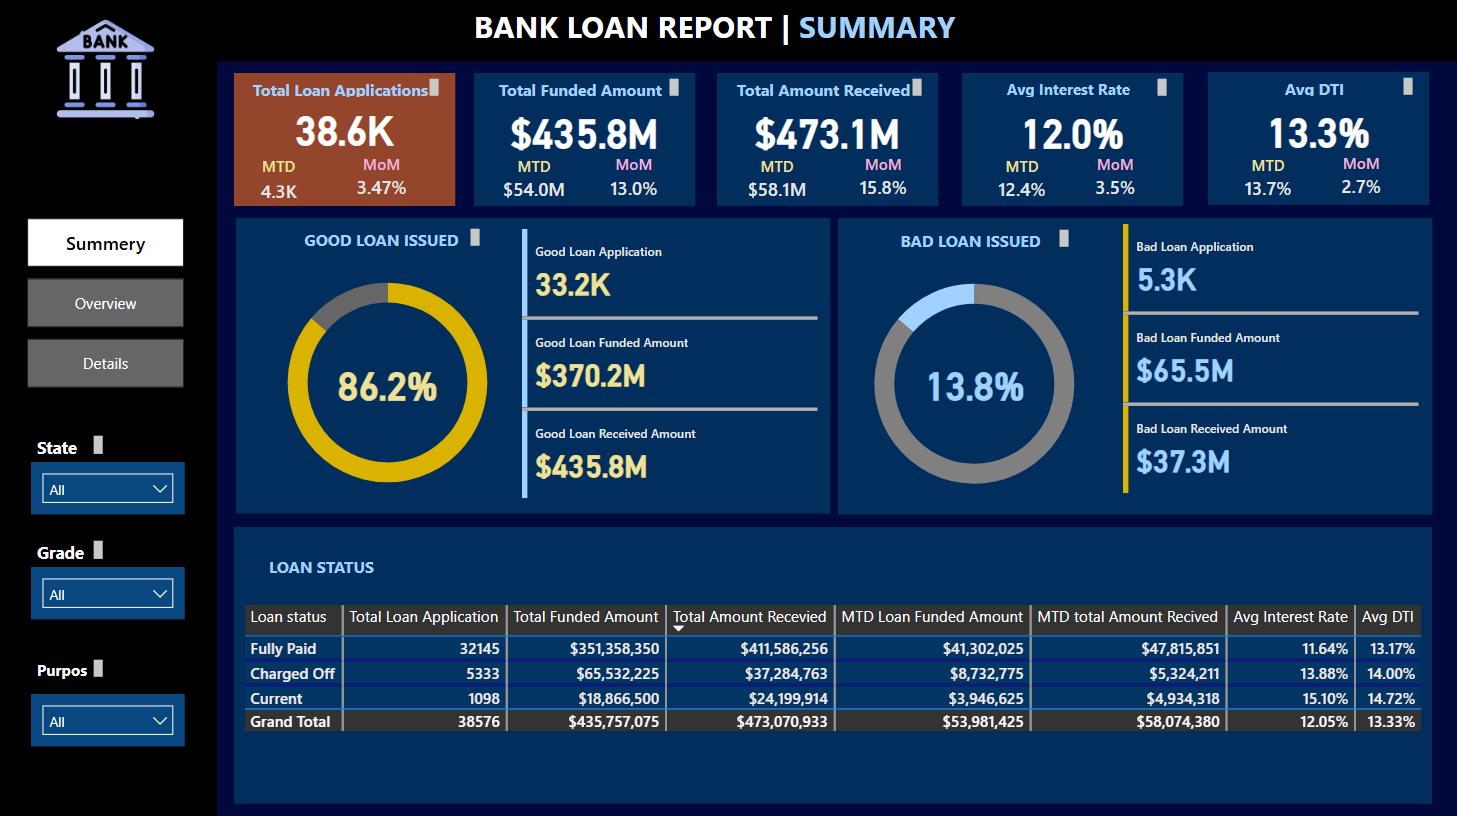 BANK
BANK LOAN REPORT | SUMMARY
Total Loan Applications
38.6K
MTD
MoM
4.3K
3.47%
Total Funded Amount
$435.8M
MTD
MoM
$54.0M
13.0%
Total Amount Received
$473.1M
MTD
MoM
$58.1M
15.8%
Avg Interest Rate
12.0%
MTD
MoM
12.4%
3.5%
Avg DTI
13.3%
MTD
MoM
13.7%
2.7%
Summery
Overview
Details
State
All
Grade
All
Purpos
All
GOOD LOAN ISSUED
86.2%
Good Loan Application
33.2K
Good Loan Funded Amount
$370.2M
Good Loan Received Amount
$435.8M
BAD LOAN ISSUED
13.8%
Bad Loan Application
5.3K
Bad Loan Funded Amount
$65.5M
Bad Loan Received Amount
$37.3M
LOAN STATUS
Loan status Total Loan Application Total Funded Amount Total Amount Recevied MTD Loan Funded Amount MTD total Amount Recived Avg Interest Rate Avg DTI
Fully Paid 32145 $351,358,350 $411,586,256 $41,302,025 $47,815,851 11.64% 13.17%
Charged Off 5333 $65,532,225 $37,284,763 $8,732,775 $5,324,211 13.88% 14.00%
Current 1098 $18,866,500 $24,199,914 $3,946,625 $4,934,318 15.10% 14.72%
Grand Total 38576 $435,757,075 $473,070,933 $53,981,425 $58,074,380 12.05% 13.33%